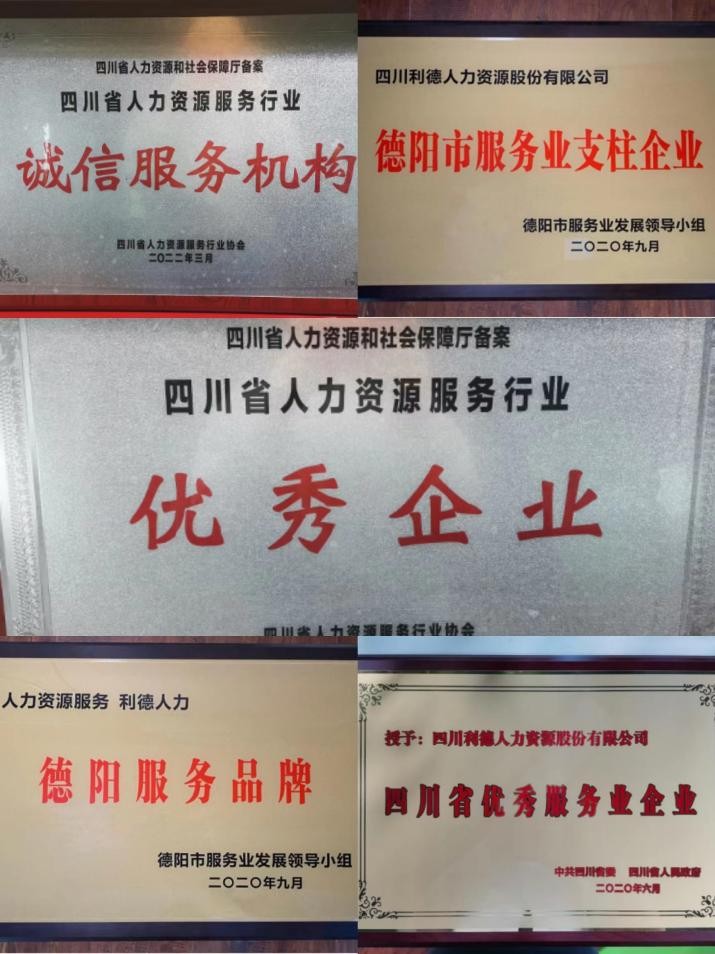 四川省人力资源和社会保障厅备案
四川省人力资源服务行业
诚信服务机构
四川省人力资源服务行业协会
二〇二二年三月
四川利德人力资源股份有限公司
德阳市服务业支柱企业
德阳市服务业发展领导小组
二〇二〇年九月
四川省人力资源和社会保障厅备案
四川省人力资源服务行业
优秀企业
四川省人力资源服务行业协会
人力资源服务 利德人力
德阳服务品牌
德阳市服务业发展领导小组
二〇二〇年九月
授予：四川利德人力资源股份有限公司
四川省优秀服务业企业
中共四川省委 四川省人民政府
二〇二〇年六月